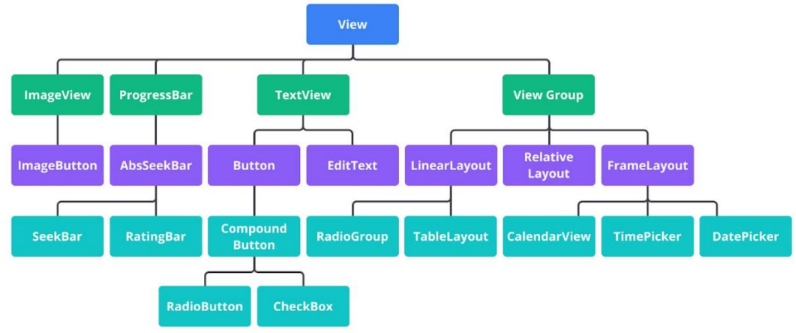 View
ImageView
ProgressBar
TextView
View Group
ImageButton
AbsSeekBar
Button
EditText
LinearLayout
Relative
Layout
FrameLayout
SeekBar
RatingBar
Compound
Button
RadioGroup
TableLayout
CalendarView
TimePicker
DatePicker
RadioButton
CheckBox